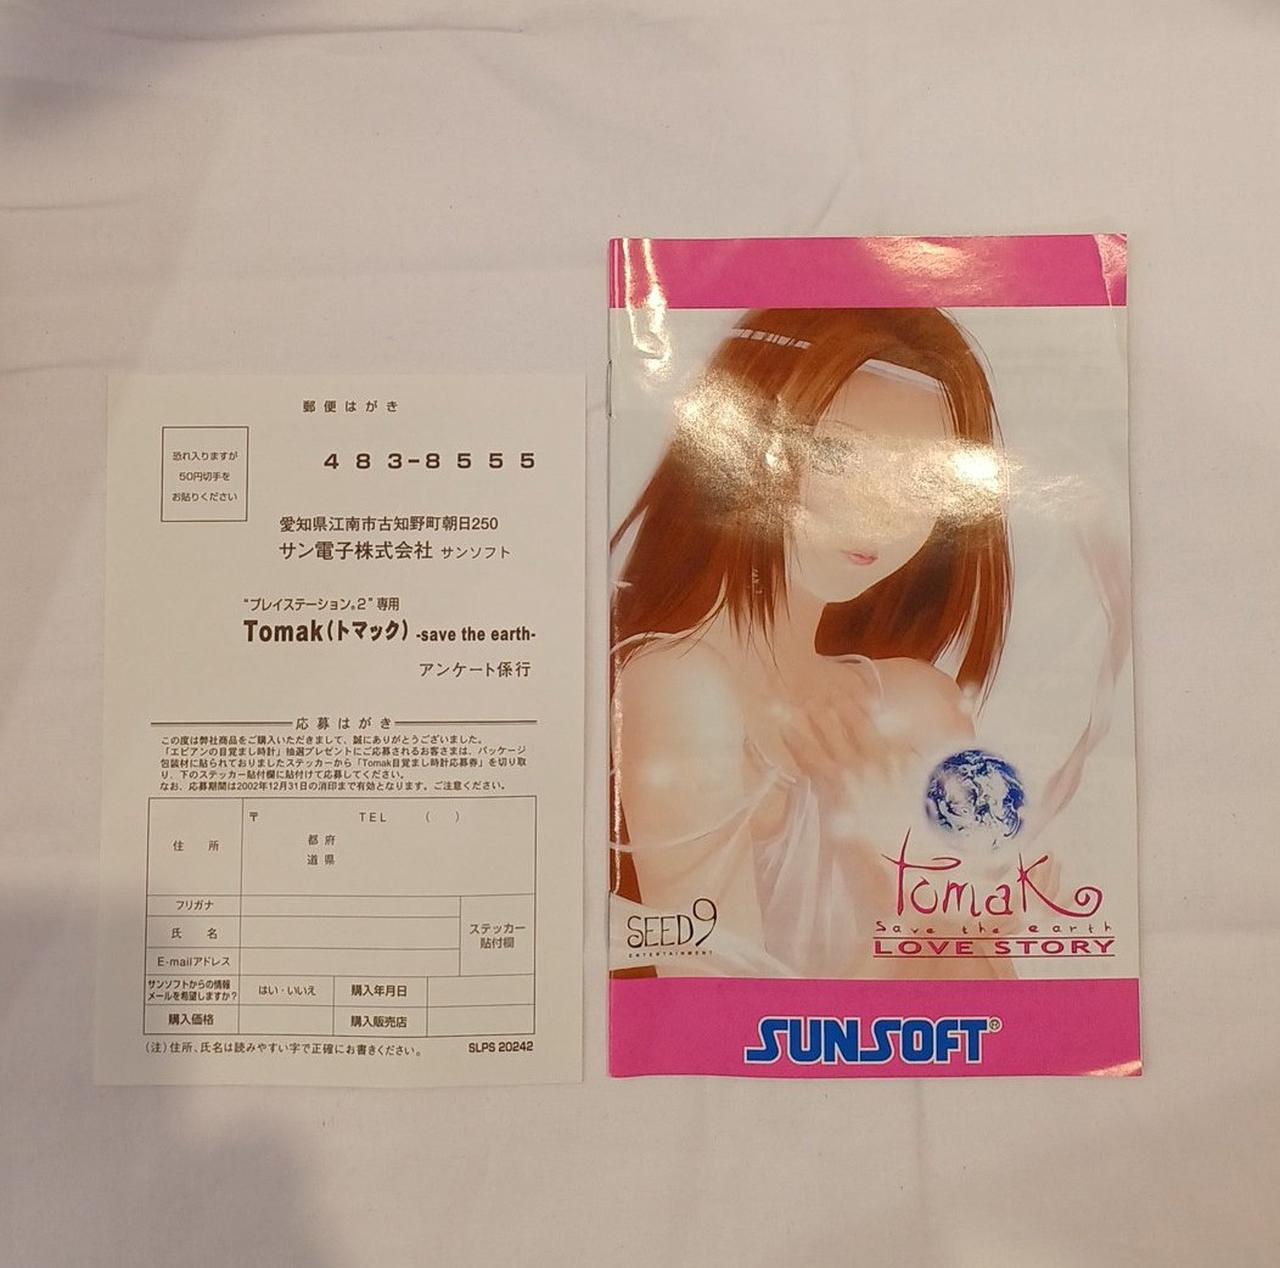 郵便はがき
恐れ入りますが
50円切手を
お貼りください
483-8555
愛知県江南市古知野町朝日250
サン電子株式会社 サンソフト
“プレイステーション®2”専用
Tomak(トマック) -save the earth-
アンケート係行
応募はがき
この度は弊社商品をご購入いただきまして、誠にありがとうございました。
「エピアンの目覚まし時計」抽選プレゼントにご応募されるお客さまは、パッケージ
包装材に貼られておりましたステッカーから「Tomak目覚まし時計応募券」を切り取
り、下のステッカー貼付欄に貼付けて応募してください。
なお、応募期間は2002年12月31日の消印まで有効となります。ご注意ください。
住所
〒 TEL ( )
都府
道県
フリガナ
氏名
E-mailアドレス
ステッカー
貼付欄
サンソフトからの情報
メールを希望しますか?
はい・いいえ
購入年月日
購入価格
購入販売店
(注)住所、氏名は読みやすい字で正確にお書きください。
SLPS 20242
Tomak
save the earth
LOVE STORY
SEED9
ENTERTAINMENT
SUNSOFT®